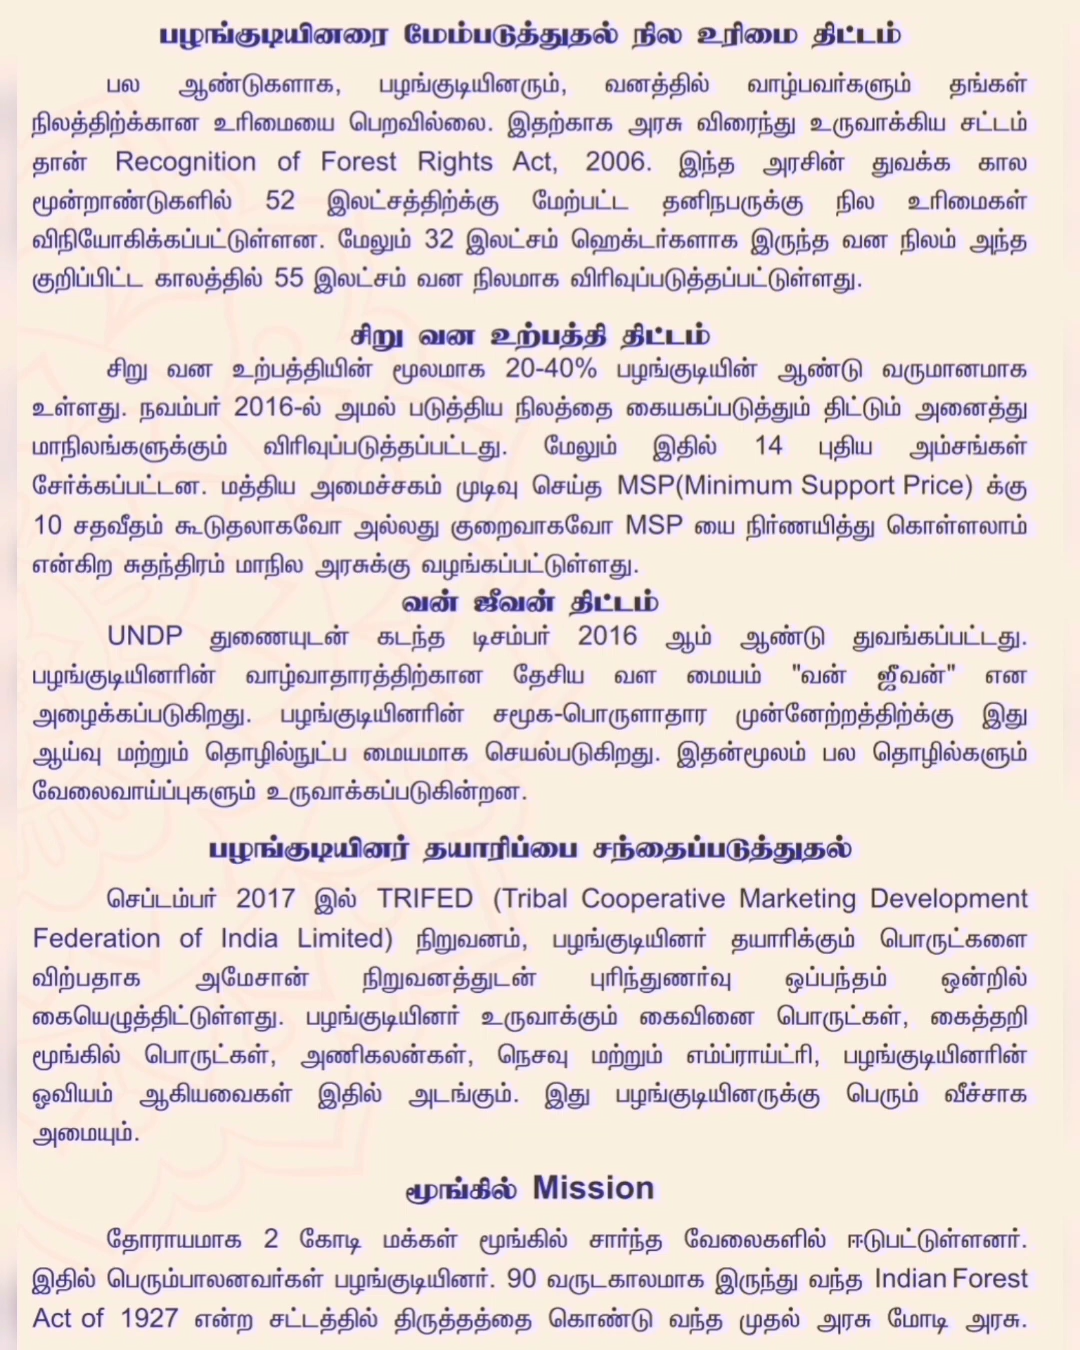 பழங்குடியினரை மேம்படுத்துதல் நில உரிமை திட்டம்
பல ஆண்டுகளாக, பழங்குடியினரும், வனத்தில் வாழ்பவர்களும் தங்கள்
நிலத்திற்க்கான உரிமையை பெறவில்லை. இதற்காக அரசு விரைந்து உருவாக்கிய சட்டம்
தான் Recognition of Forest Rights Act, 2006. இந்த அரசின் துவக்க கால
மூன்றாண்டுகளில் 52 இலட்சத்திற்க்கு மேற்பட்ட தனிநபருக்கு நில உரிமைகள்
விநியோகிக்கப்பட்டுள்ளன. மேலும் 32 இலட்சம் ஹெக்டர்களாக இருந்த வன நிலம் அந்த
குறிப்பிட்ட காலத்தில் 55 இலட்சம் வன நிலமாக விரிவுப்படுத்தப்பட்டுள்ளது.
சிறு வன உற்பத்தி திட்டம்
சிறு வன உற்பத்தியின் மூலமாக 20-40% பழங்குடியின் ஆண்டு வருமானமாக
உள்ளது. நவம்பர் 2016-ல் அமல் படுத்திய நிலத்தை கையகப்படுத்தும் திட்டும் அனைத்து
மாநிலங்களுக்கும் விரிவுப்படுத்தப்பட்டது. மேலும் இதில் 14 புதிய அம்சங்கள்
சேர்க்கப்பட்டன. மத்திய அமைச்சகம் முடிவு செய்த MSP(Minimum Support Price) க்கு
10 சதவீதம் கூடுதலாகவோ அல்லது குறைவாகவோ MSP யை நிர்ணயித்து கொள்ளலாம்
என்கிற சுதந்திரம் மாநில அரசுக்கு வழங்கப்பட்டுள்ளது.
வன் ஜீவன் திட்டம்
UNDP துணையுடன் கடந்த டிசம்பர் 2016 ஆம் ஆண்டு துவங்கப்பட்டது.
பழங்குடியினரின் வாழ்வாதாரத்திற்கான தேசிய வள மையம் "வன் ஜீவன்" என
அழைக்கப்படுகிறது. பழங்குடியினரின் சமூக-பொருளாதார முன்னேற்றத்திற்க்கு இது
ஆய்வு மற்றும் தொழில்நுட்ப மையமாக செயல்படுகிறது. இதன்மூலம் பல தொழில்களும்
வேலைவாய்ப்புகளும் உருவாக்கப்படுகின்றன.
பழங்குடியினர் தயாரிப்பை சந்தைப்படுத்துதல்
செப்டம்பர் 2017 இல் TRIFED (Tribal Cooperative Marketing Development
Federation of India Limited) நிறுவனம், பழங்குடியினர் தயாரிக்கும் பொருட்களை
விற்பதாக அமேசான் நிறுவனத்துடன் புரிந்துணர்வு ஒப்பந்தம் ஒன்றில்
கையெழுத்திட்டுள்ளது. பழங்குடியினர் உருவாக்கும் கைவினை பொருட்கள், கைத்தறி
மூங்கில் பொருட்கள், அணிகலன்கள், நெசவு மற்றும் எம்ப்ராய்ட்ரி, பழங்குடியினரின்
ஓவியம் ஆகியவைகள் இதில் அடங்கும். இது பழங்குடியினருக்கு பெரும் வீச்சாக
அமையும்.
மூங்கில் Mission
தோராயமாக 2 கோடி மக்கள் மூங்கில் சார்ந்த வேலைகளில் ஈடுபட்டுள்ளனர்.
இதில் பெரும்பாலனவர்கள் பழங்குடியினர். 90 வருடகாலமாக இருந்து வந்த Indian Forest
Act of 1927 என்ற சட்டத்தில் திருத்தத்தை கொண்டு வந்த முதல் அரசு மோடி அரசு.